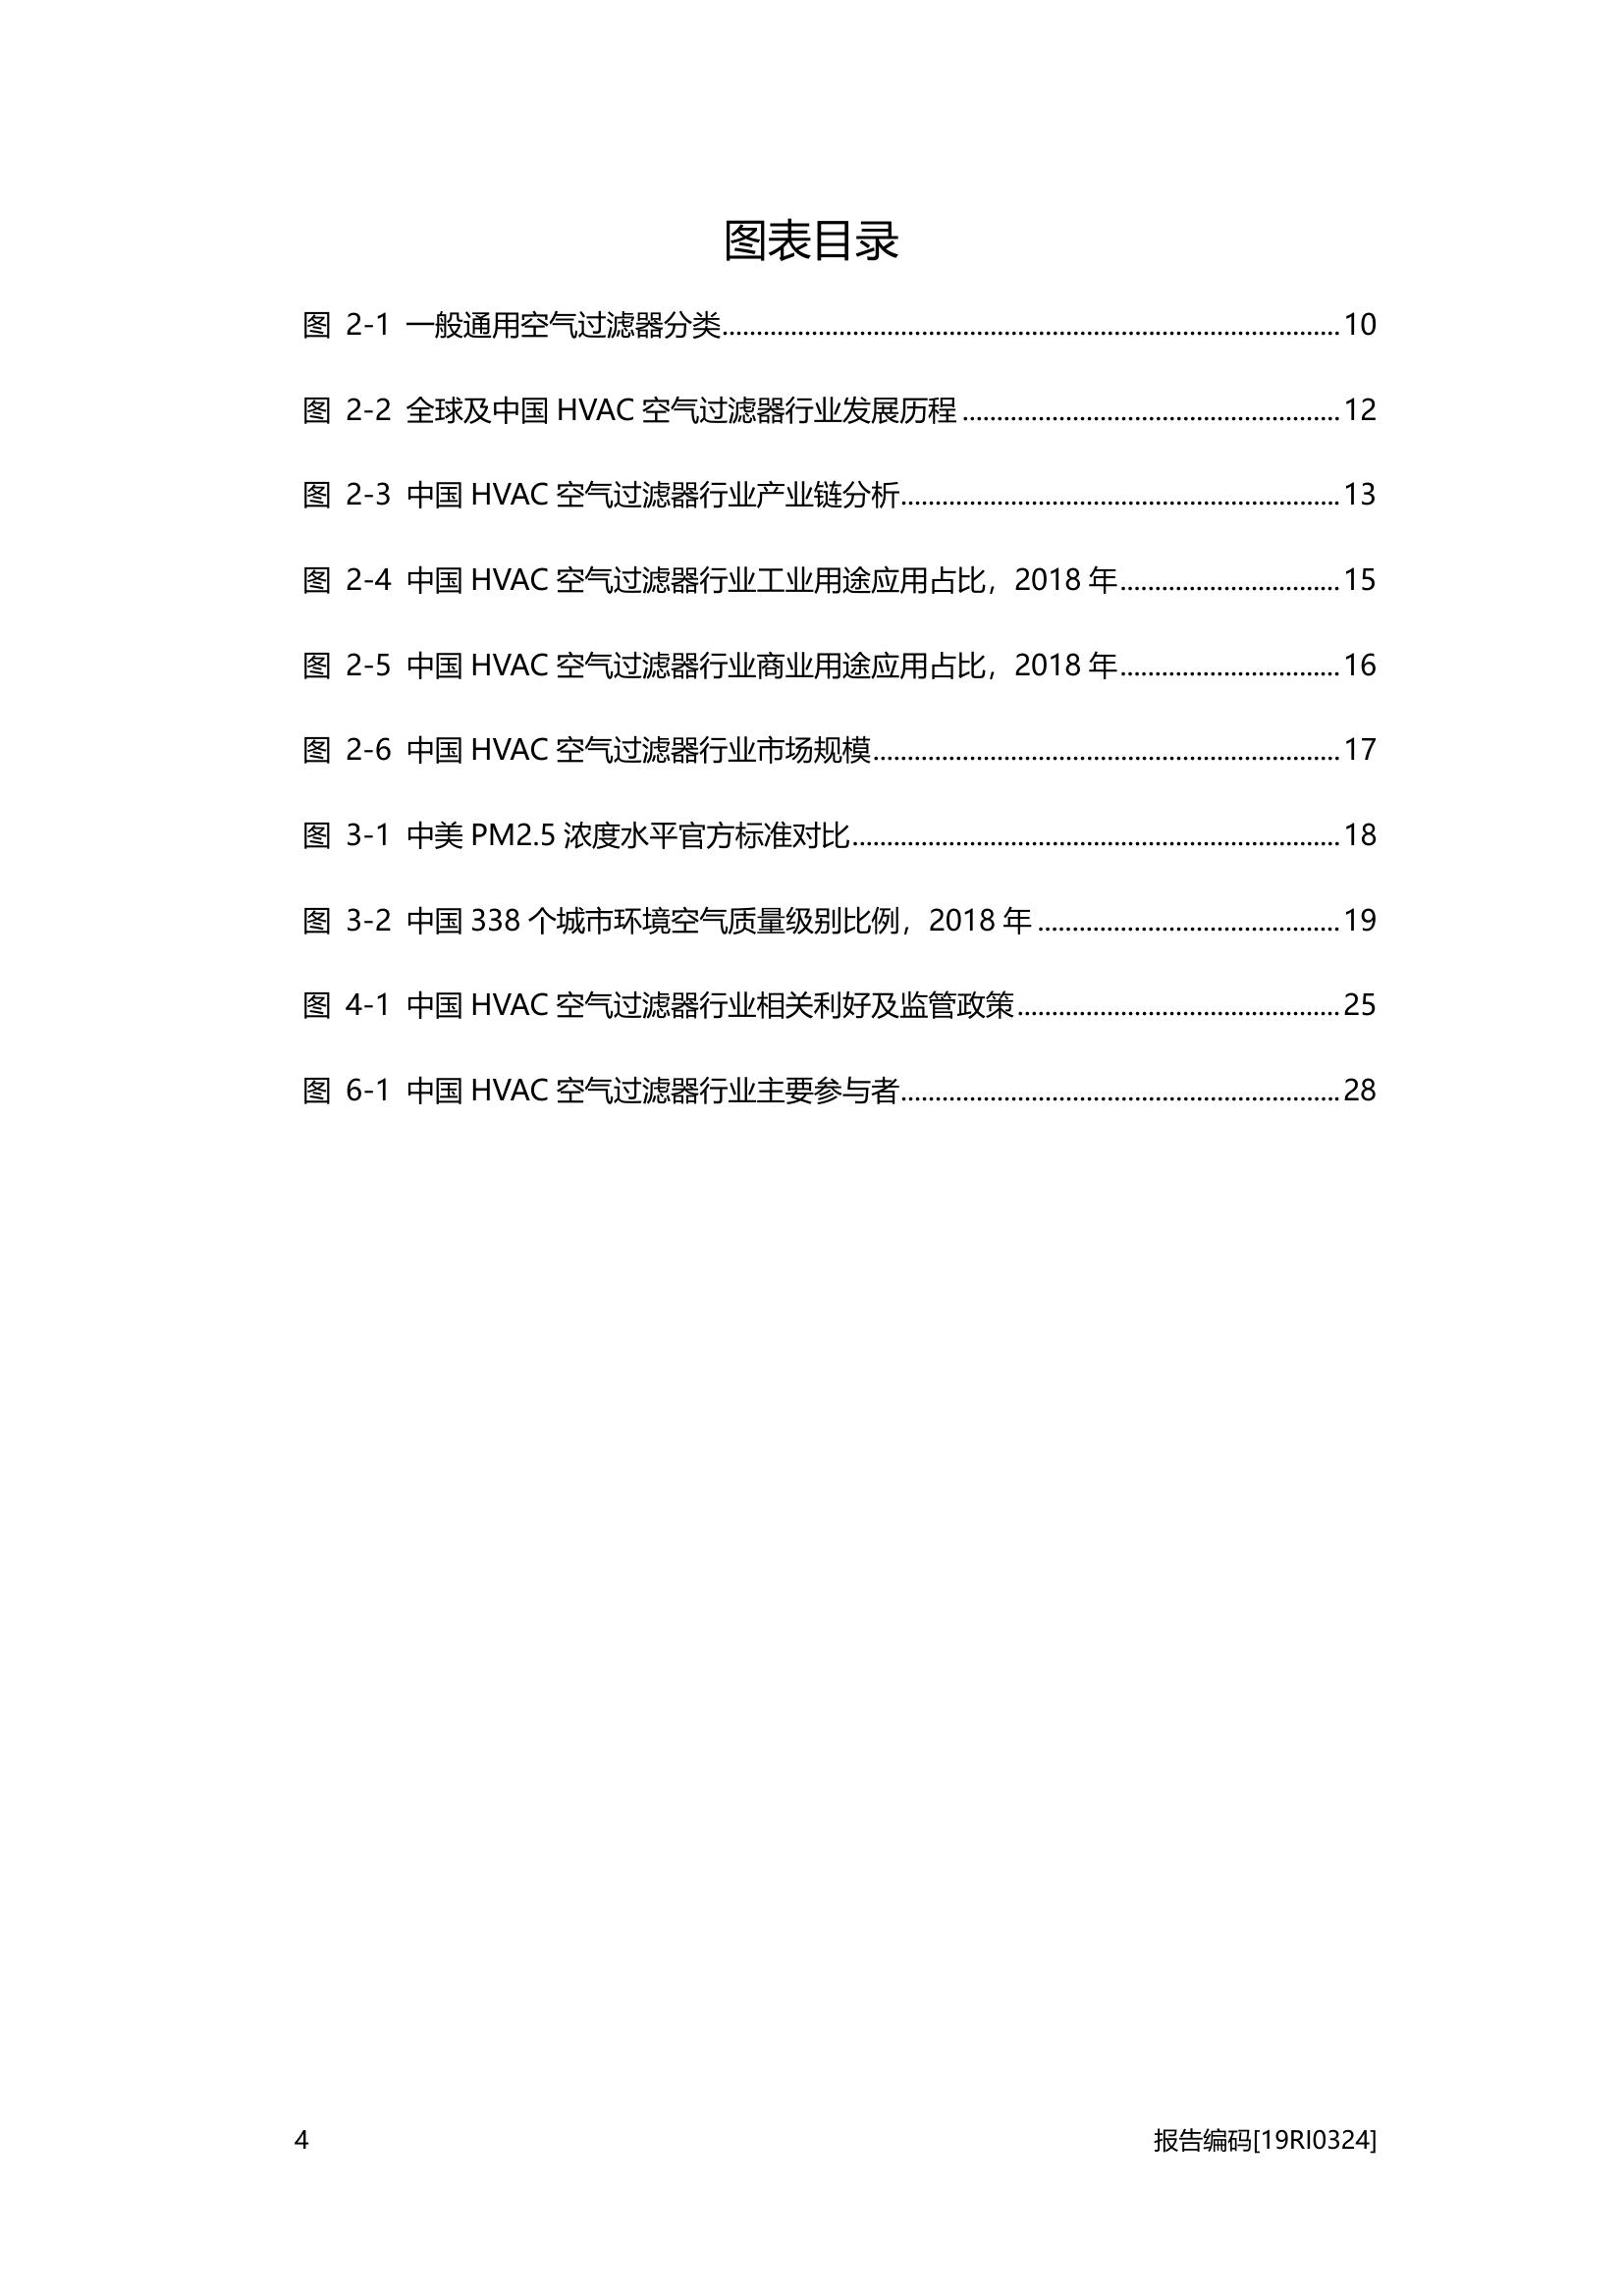 图表目录
图 2-1 一般通用空气过滤器分类........................................................................................10
图 2-2 全球及中国 HVAC 空气过滤器行业发展历程......................................................12
图 2-3 中国 HVAC 空气过滤器行业产业链分析...............................................................13
图 2-4 中国 HVAC 空气过滤器行业工业用途应用占比，2018 年................................15
图 2-5 中国 HVAC 空气过滤器行业商业用途应用占比，2018 年................................16
图 2-6 中国 HVAC 空气过滤器行业市场规模...................................................................17
图 3-1 中美 PM2.5 浓度水平官方标准对比......................................................................18
图 3-2 中国 338 个城市环境空气质量级别比例，2018 年...........................................19
图 4-1 中国 HVAC 空气过滤器行业相关利好及监管政策..............................................25
图 6-1 中国 HVAC 空气过滤器行业主要参与者...............................................................28
4 报告编码[19RI0324]